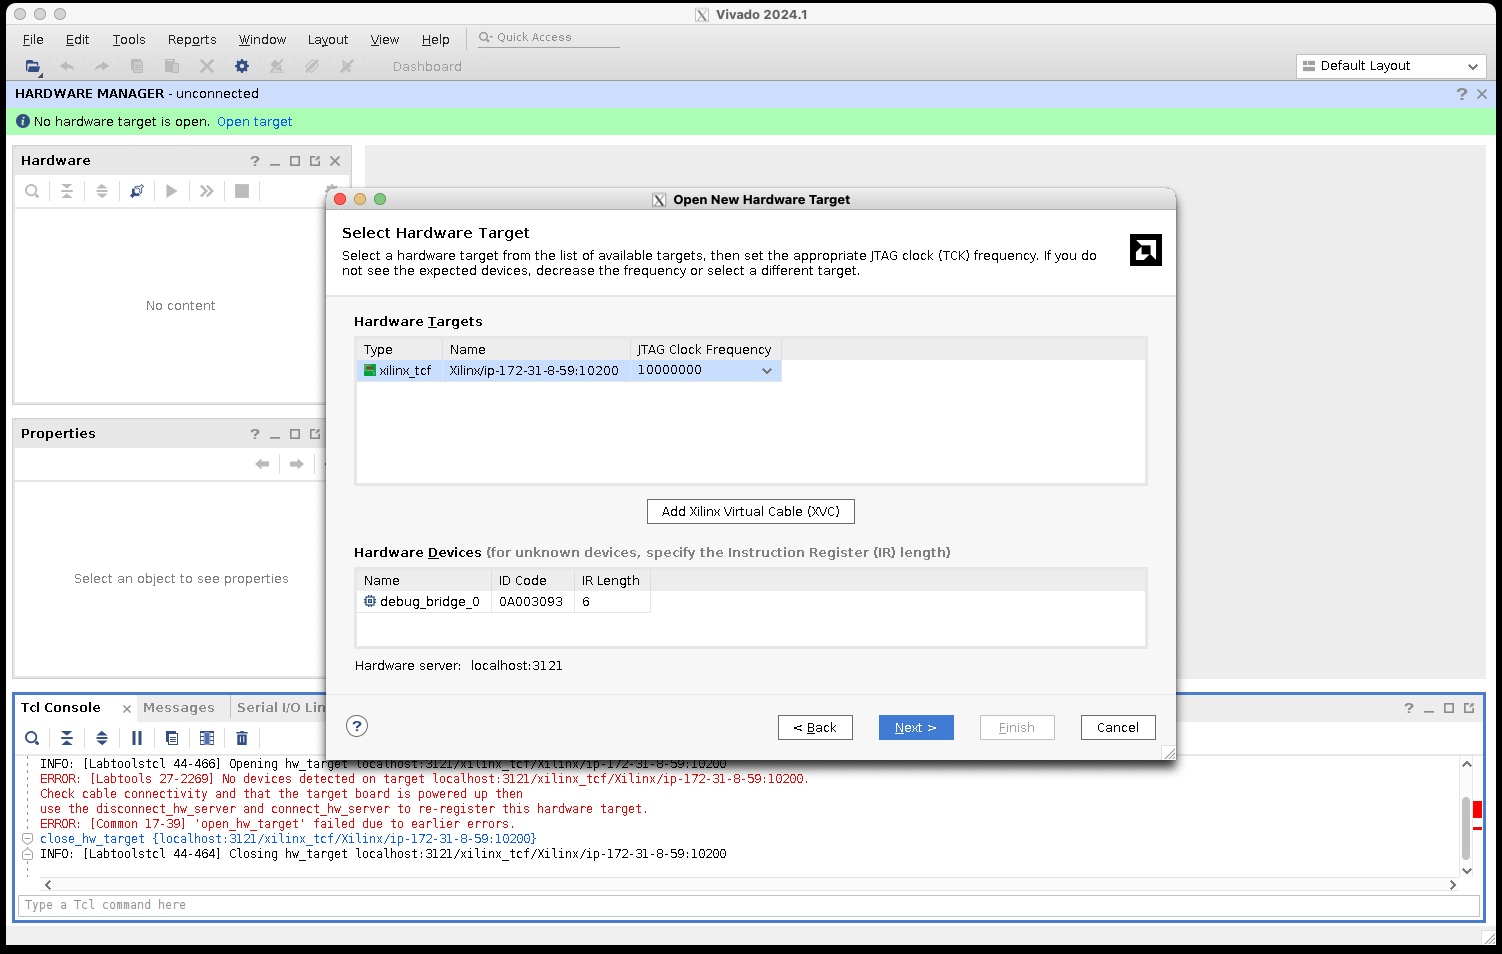 Vivado 2024.1
File Edit Tools Reports Window Layout View Help Quick Access
Dashboard Default Layout
HARDWARE MANAGER - unconnected
No hardware target is open. Open target
Hardware
No content
Properties
Select an object to see properties
Open New Hardware Target
Select Hardware Target
Select a hardware target from the list of available targets, then set the appropriate JTAG clock (TCK) frequency. If you do
not see the expected devices, decrease the frequency or select a different target.
Hardware Targets
Type Name JTAG Clock Frequency
xilinx_tcf Xilinx/ip-172-31-8-59:10200 10000000
Add Xilinx Virtual Cable (XVC)
Hardware Devices (for unknown devices, specify the Instruction Register (IR) length)
Name ID Code IR Length
debug_bridge_0 0A003093 6
Hardware server: localhost:3121
< Back Next > Finish Cancel
Tcl Console Messages Serial I/O Lin
INFO: [Labtoolstcl 44-466] Opening hw_target localhost:3121/xilinx_tcf/Xilinx/ip-172-31-8-59:10200
ERROR: [Labtools 27-2269] No devices detected on target localhost:3121/xilinx_tcf/Xilinx/ip-172-31-8-59:10200.
Check cable connectivity and that the target board is powered up then
use the disconnect_hw_server and connect_hw_server to re-register this hardware target.
ERROR: [Common 17-39] 'open_hw_target' failed due to earlier errors.
close_hw_target {localhost:3121/xilinx_tcf/Xilinx/ip-172-31-8-59:10200}
INFO: [Labtoolstcl 44-464] Closing hw_target localhost:3121/xilinx_tcf/Xilinx/ip-172-31-8-59:10200
Type a Tcl command here